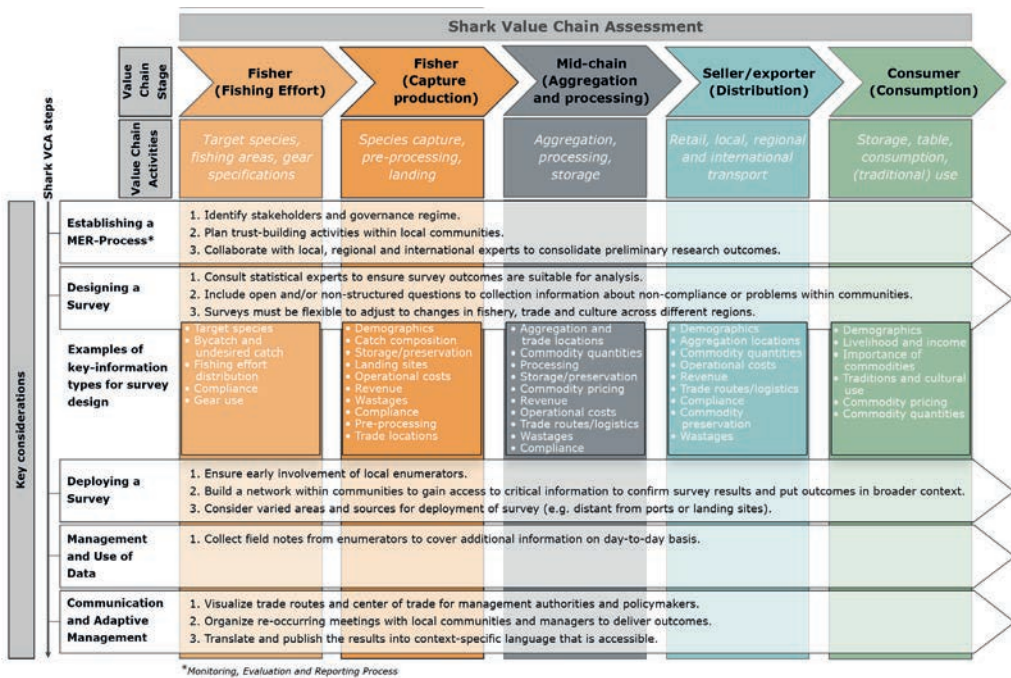 Shark Value Chain Assessment
Value
Chain
Stage
Fisher
(Fishing Effort)
Fisher
(Capture
production)
Mid-chain
(Aggregation
and processing)
Seller/exporter
(Distribution)
Consumer
(Consumption)
Shark VCA steps
Value Chain
Activities
Target species,
fishing areas, gear
specifications
Species capture,
pre-processing,
landing
Aggregation,
processing,
storage
Retail, local, regional
and international
transport
Storage, table,
consumption,
(traditional) use
Key considerations
Establishing a
MER-Process*
1. Identify stakeholders and governance regime.
2. Plan trust-building activities within local communities.
3. Collaborate with local, regional and international experts to consolidate preliminary research outcomes.
Designing a
Survey
1. Consult statistical experts to ensure survey outcomes are suitable for analysis.
2. Include open and/or non-structured questions to collection information about non-compliance or problems within communities.
3. Surveys must be flexible to adjust to changes in fishery, trade and culture across different regions.
Examples of
key-information
types for survey
design
• Target species
• Bycatch and
undesired catch
• Fishing effort
distribution
• Compliance
• Gear use
• Demographics
• Catch composition
• Storage/preservation
• Landing sites
• Operational costs
• Revenue
• Wastages
• Compliance
• Pre-processing
• Trade locations
• Aggregation and
trade locations
• Commodity quantities
• Processing
• Storage/preservation
• Commodity pricing
• Revenue
• Operational costs
• Trade routes/logistics
• Wastages
• Compliance
• Demographics
• Aggregation locations
• Commodity quantities
• Operational costs
• Revenue
• Trade routes/logistics
• Compliance
• Commodity
preservation
• Wastages
• Demographics
• Livelihood and income
• Importance of
commodities
• Traditions and cultural
use
• Commodity pricing
• Commodity quantities
Deploying a
Survey
1. Ensure early involvement of local enumerators.
2. Build a network within communities to gain access to critical information to confirm survey results and put outcomes in broader context.
3. Consider varied areas and sources for deployment of survey (e.g. distant from ports or landing sites).
Management
and Use of
Data
1. Collect field notes from enumerators to cover additional information on day-to-day basis.
Communication
and Adaptive
Management
1. Visualize trade routes and center of trade for management authorities and policymakers.
2. Organize re-occurring meetings with local communities and managers to deliver outcomes.
3. Translate and publish the results into context-specific language that is accessible.
*Monitoring, Evaluation and Reporting Process